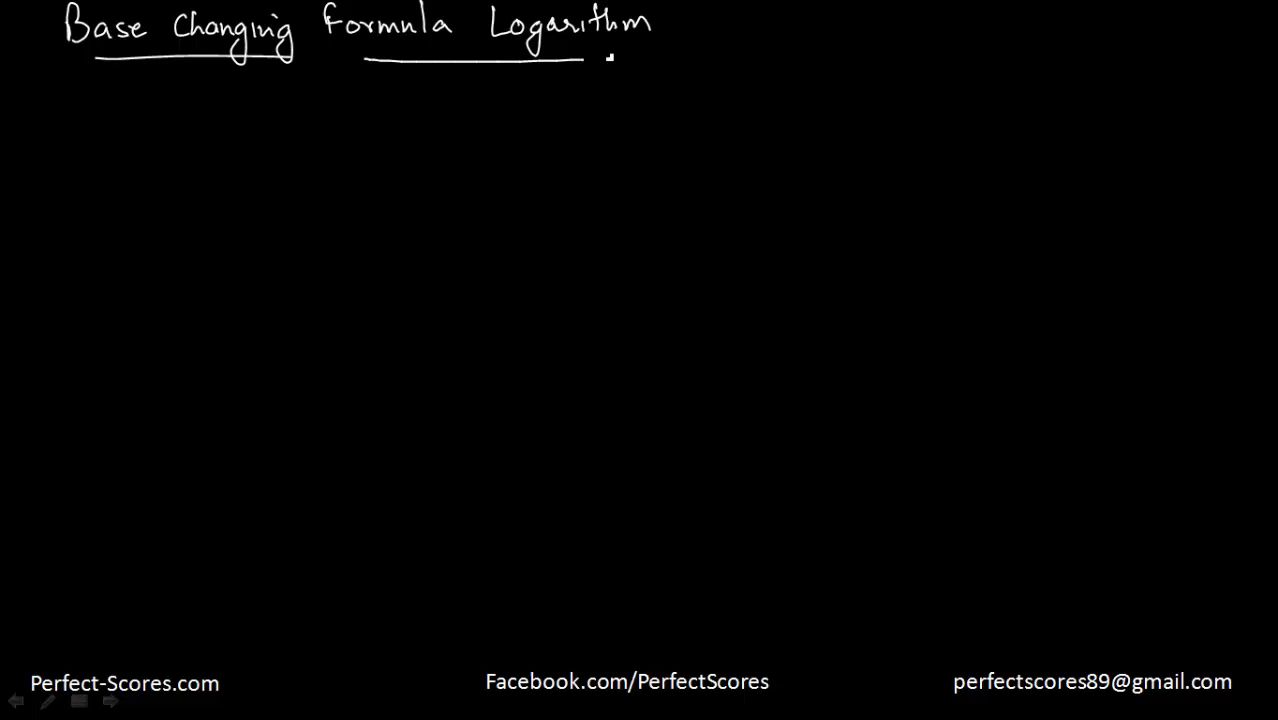 Base Changing Formula Logarithm
Perfect-Scores.com
Facebook.com/PerfectScores
perfectscores89@gmail.com